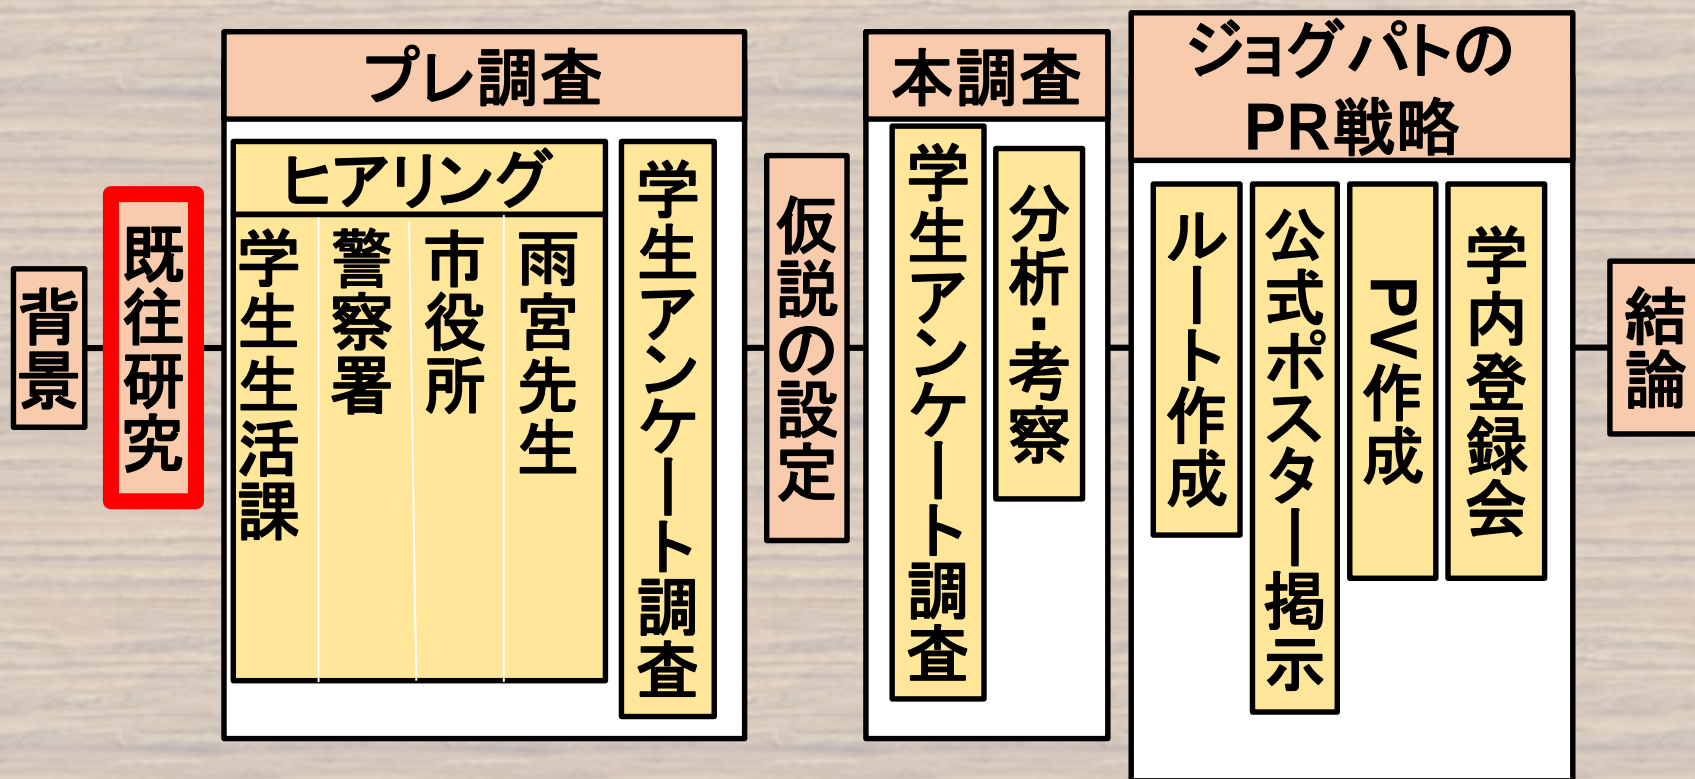 背景
既往研究
プレ調査
ヒアリング
学生生活課
警察署
市役所
雨宮先生
学生アンケート調査
仮説の設定
本調査
学生アンケート調査
分析・考察
ジョグパトの
PR戦略
ルート作成
公式ポスター掲示
PV作成
学内登録会
結論